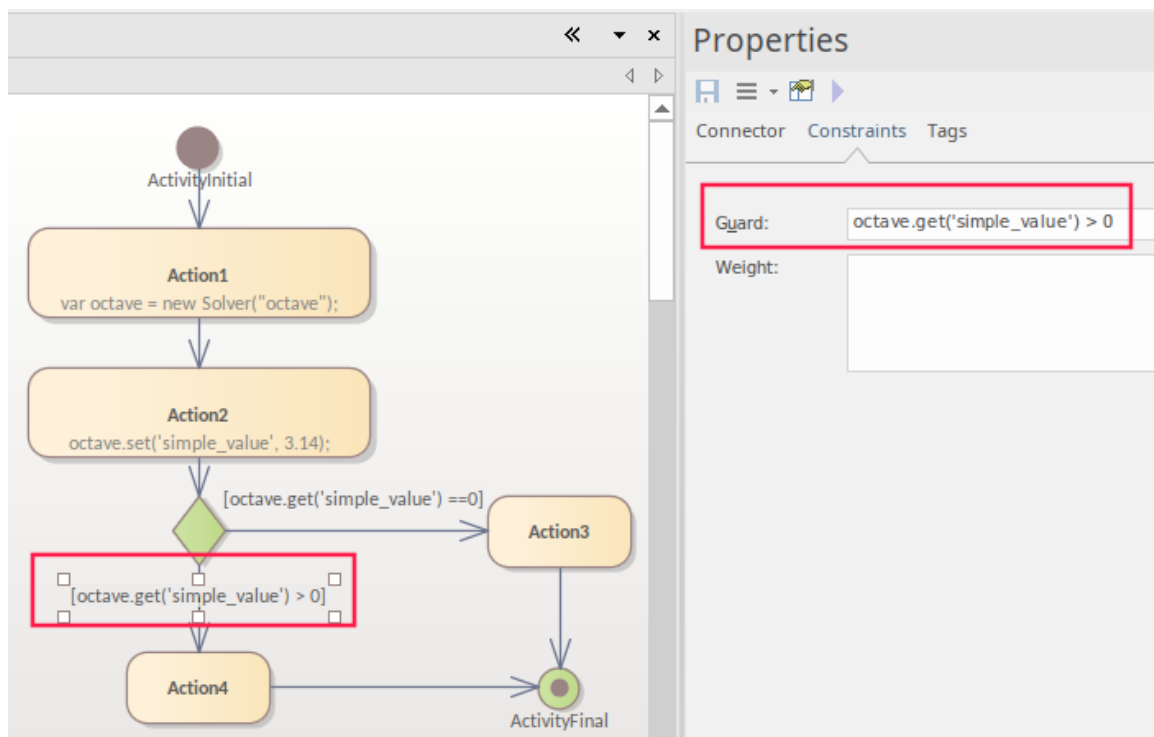 Properties
Connector Constraints Tags
Guard: octave.get('simple_value') > 0
Weight:
ActivityInitial
Action1
var octave = new Solver("octave");
Action2
octave.set('simple_value', 3.14);
[octave.get('simple_value') ==0]
Action3
[octave.get('simple_value') > 0]
Action4
ActivityFinal